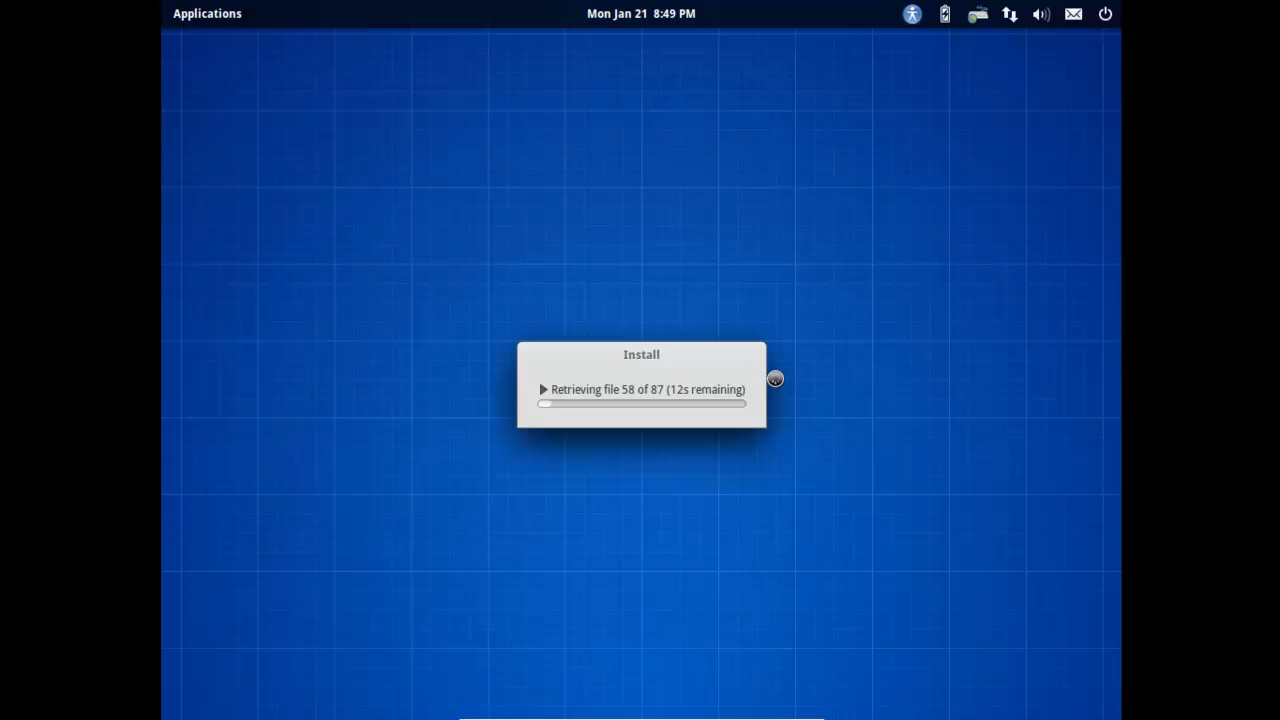 Applications
Mon Jan 21 8:49 PM
Install
Retrieving file 58 of 87 (12s remaining)